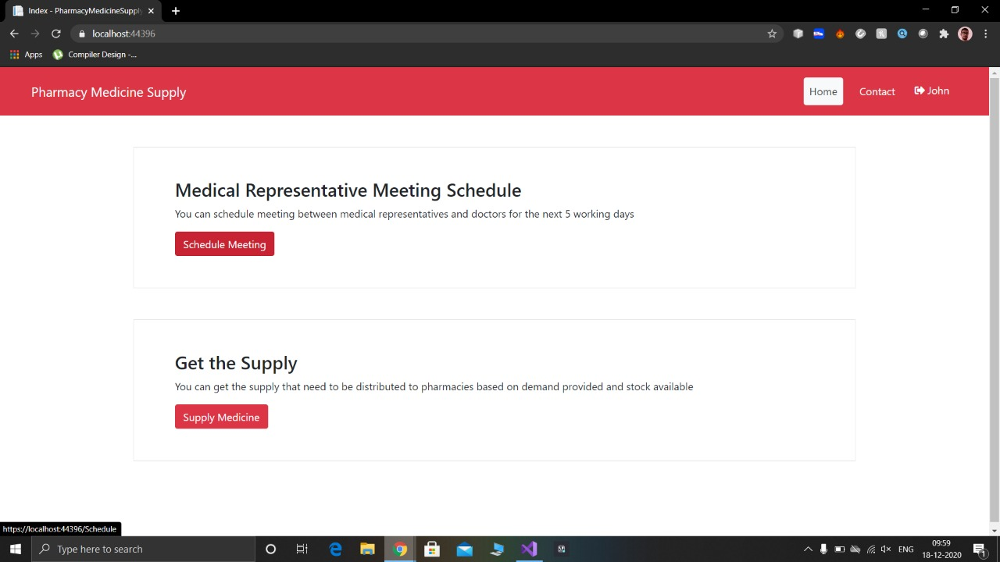 Index - PharmacyMedicineSupply
localhost:44396
Apps
Compiler Design -...
Pharmacy Medicine Supply
Home
Contact
John
Medical Representative Meeting Schedule
You can schedule meeting between medical representatives and doctors for the next 5 working days
Schedule Meeting
Get the Supply
You can get the supply that need to be distributed to pharmacies based on demand provided and stock available
Supply Medicine
https://localhost:44396/Schedule
Type here to search
ENG
09:59
18-12-2020
1